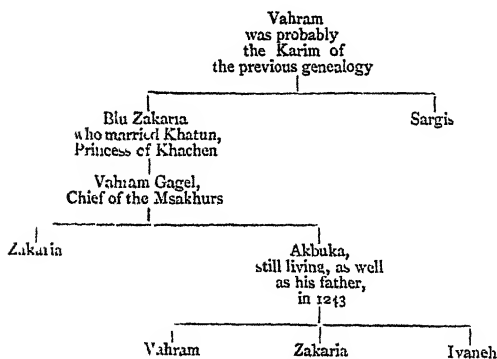 Vahram
was probably
the Karim of
the previous genealogy
Blu Zakaria
who married Khatun,
Princess of Khachen
Sargis
Vahram Gagel,
Chief of the Msakhurs
Zakaria
Akbuka,
still living, as well
as his father,
in 1243
Vahram
Zakaria
Ivaneh